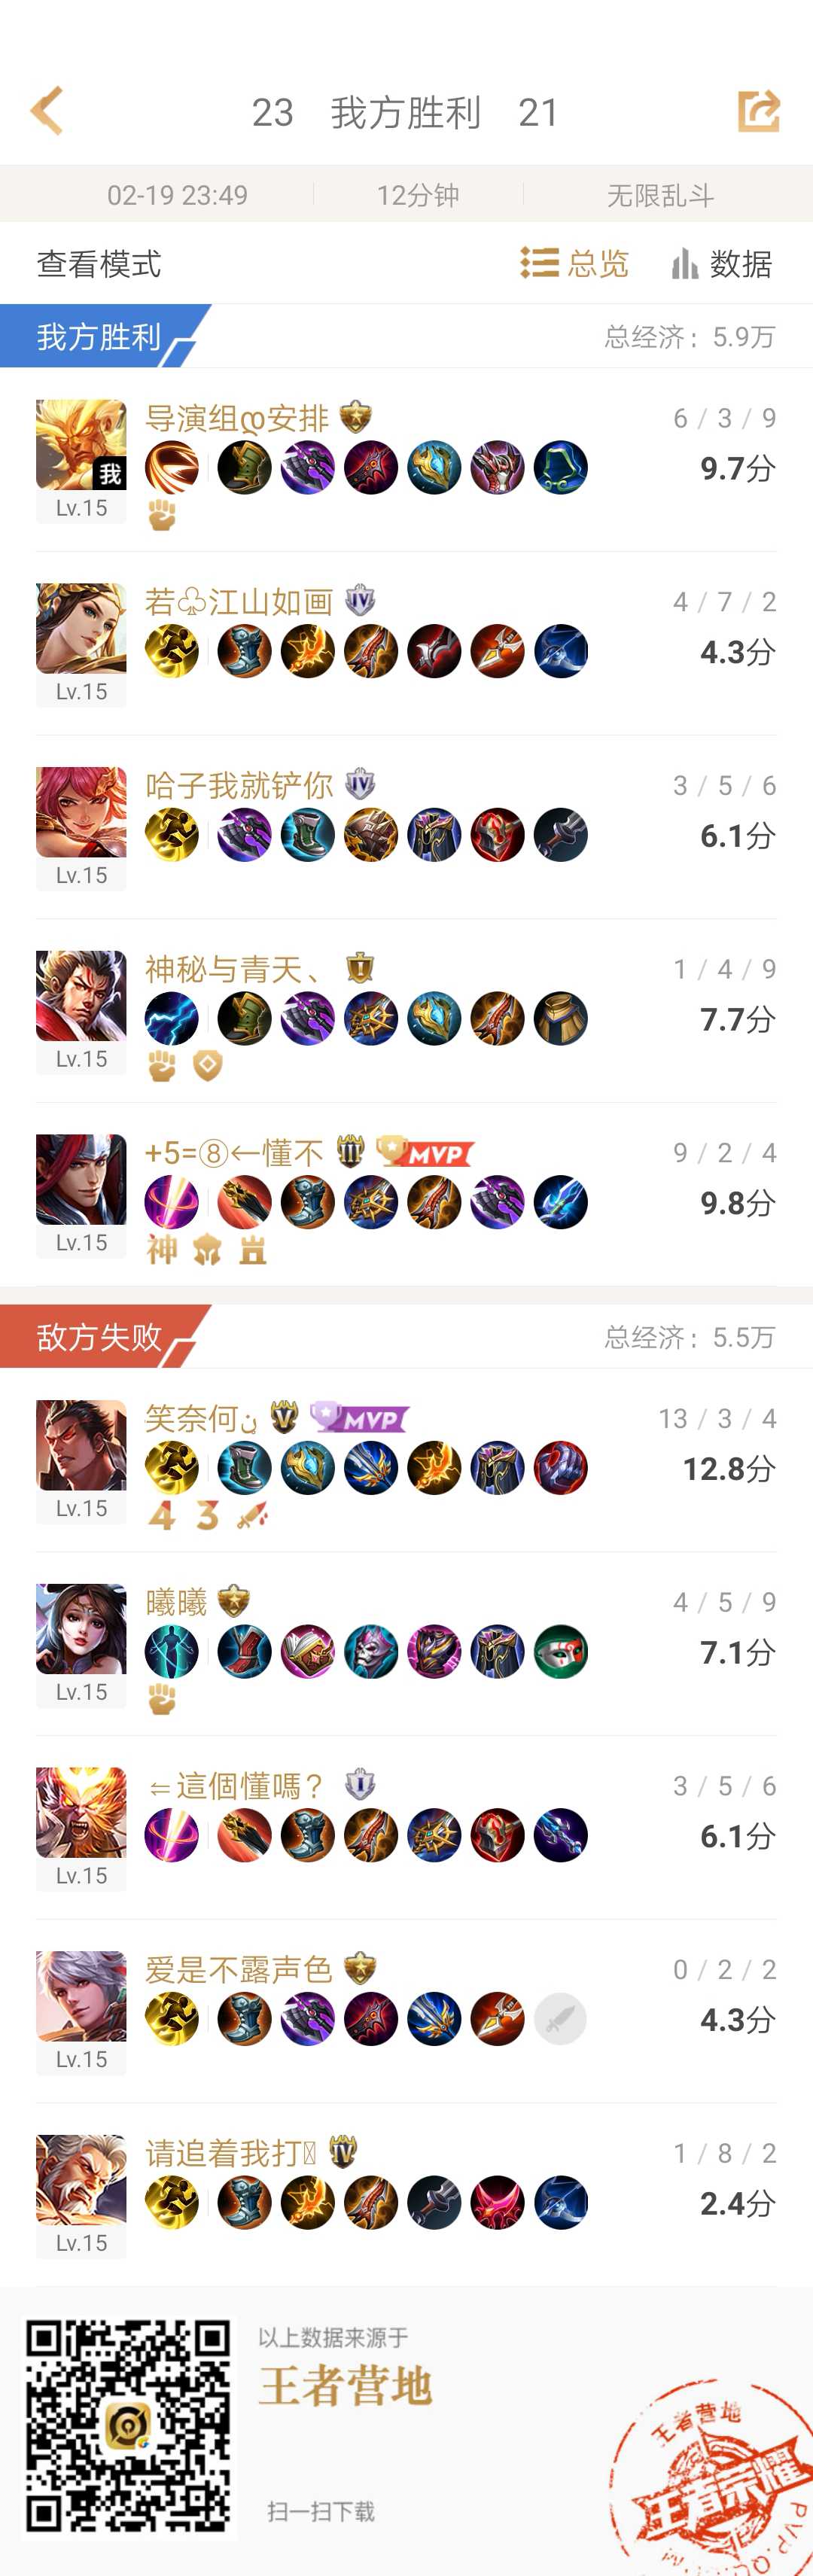 23 我方胜利 21
02-19 23:49 12分钟 无限乱斗
查看模式 总览 数据
我方胜利 总经济：5.9万
导演组ღ安排 6 / 3 / 9
9.7分
我
Lv.15
若♧江山如画 IV 4 / 7 / 2
4.3分
Lv.15
哈子我就铲你 IV 3 / 5 / 6
6.1分
Lv.15
神秘与青天、 I 1 / 4 / 9
7.7分
Lv.15
+5=⑧←懂不 III MVP 9 / 2 / 4
9.8分
Lv.15 神
敌方失败 总经济：5.5万
笑奈何ن V MVP 13 / 3 / 4
12.8分
Lv.15 4 3
曦曦 4 / 5 / 9
7.1分
Lv.15
⇐這個懂嗎？ I 3 / 5 / 6
6.1分
Lv.15
爱是不露声色 0 / 2 / 2
4.3分
Lv.15
请追着我打 IV 1 / 8 / 2
2.4分
Lv.15
以上数据来源于
王者营地
扫一扫下载
王者营地
王者荣耀